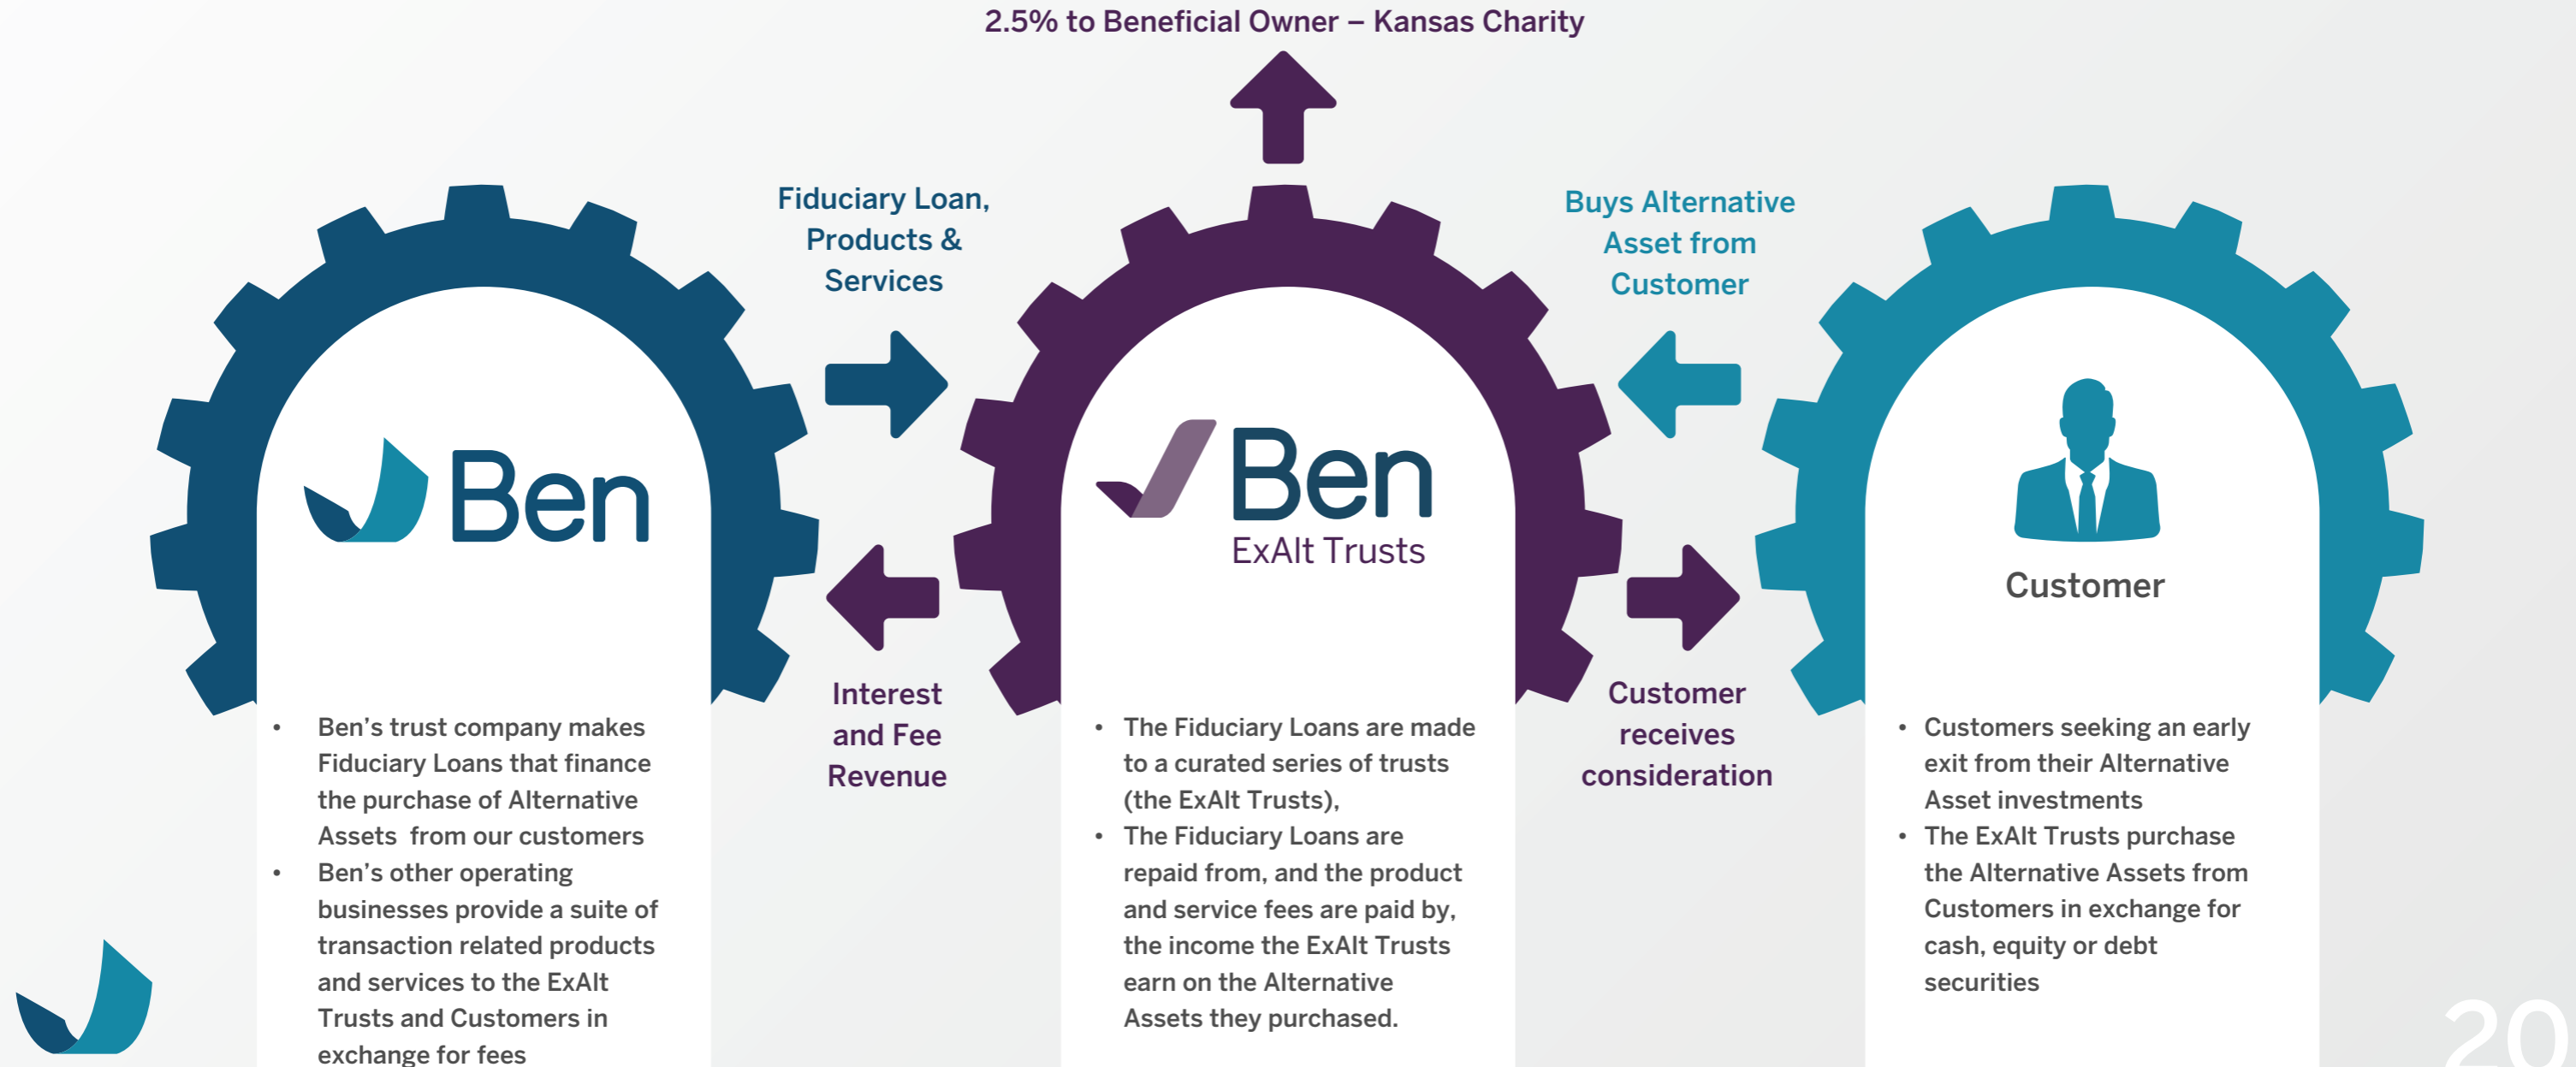 2.5% to Beneficial Owner – Kansas Charity
Fiduciary Loan,
Products &
Services
Buys Alternative
Asset from
Customer
Ben
Ben
ExAlt Trusts
Customer
Interest
and Fee
Revenue
Customer
receives
consideration
• Ben's trust company makes
Fiduciary Loans that finance
the purpose of Alternative
Assets from our customers
• Ben's other operating
businesses provide a suite of
transaction related products
and services to the ExAlt
Trusts and Customers in
exchange for fees
• The Fiduciary Loans are made
to a curated series of trusts
(the ExAlt Trusts),
• The Fiduciary Loans are
repaid from, and the product
and service fees are paid by,
the income the ExAlt Trusts
earn on the Alternative
Assets they purchased.
• Customers seeking an early
exit from their Alternative
Asset investments
• The ExAlt Trusts purchase
the Alternative Assets from
Customers in exchange for
cash, equity or debt
securities
20